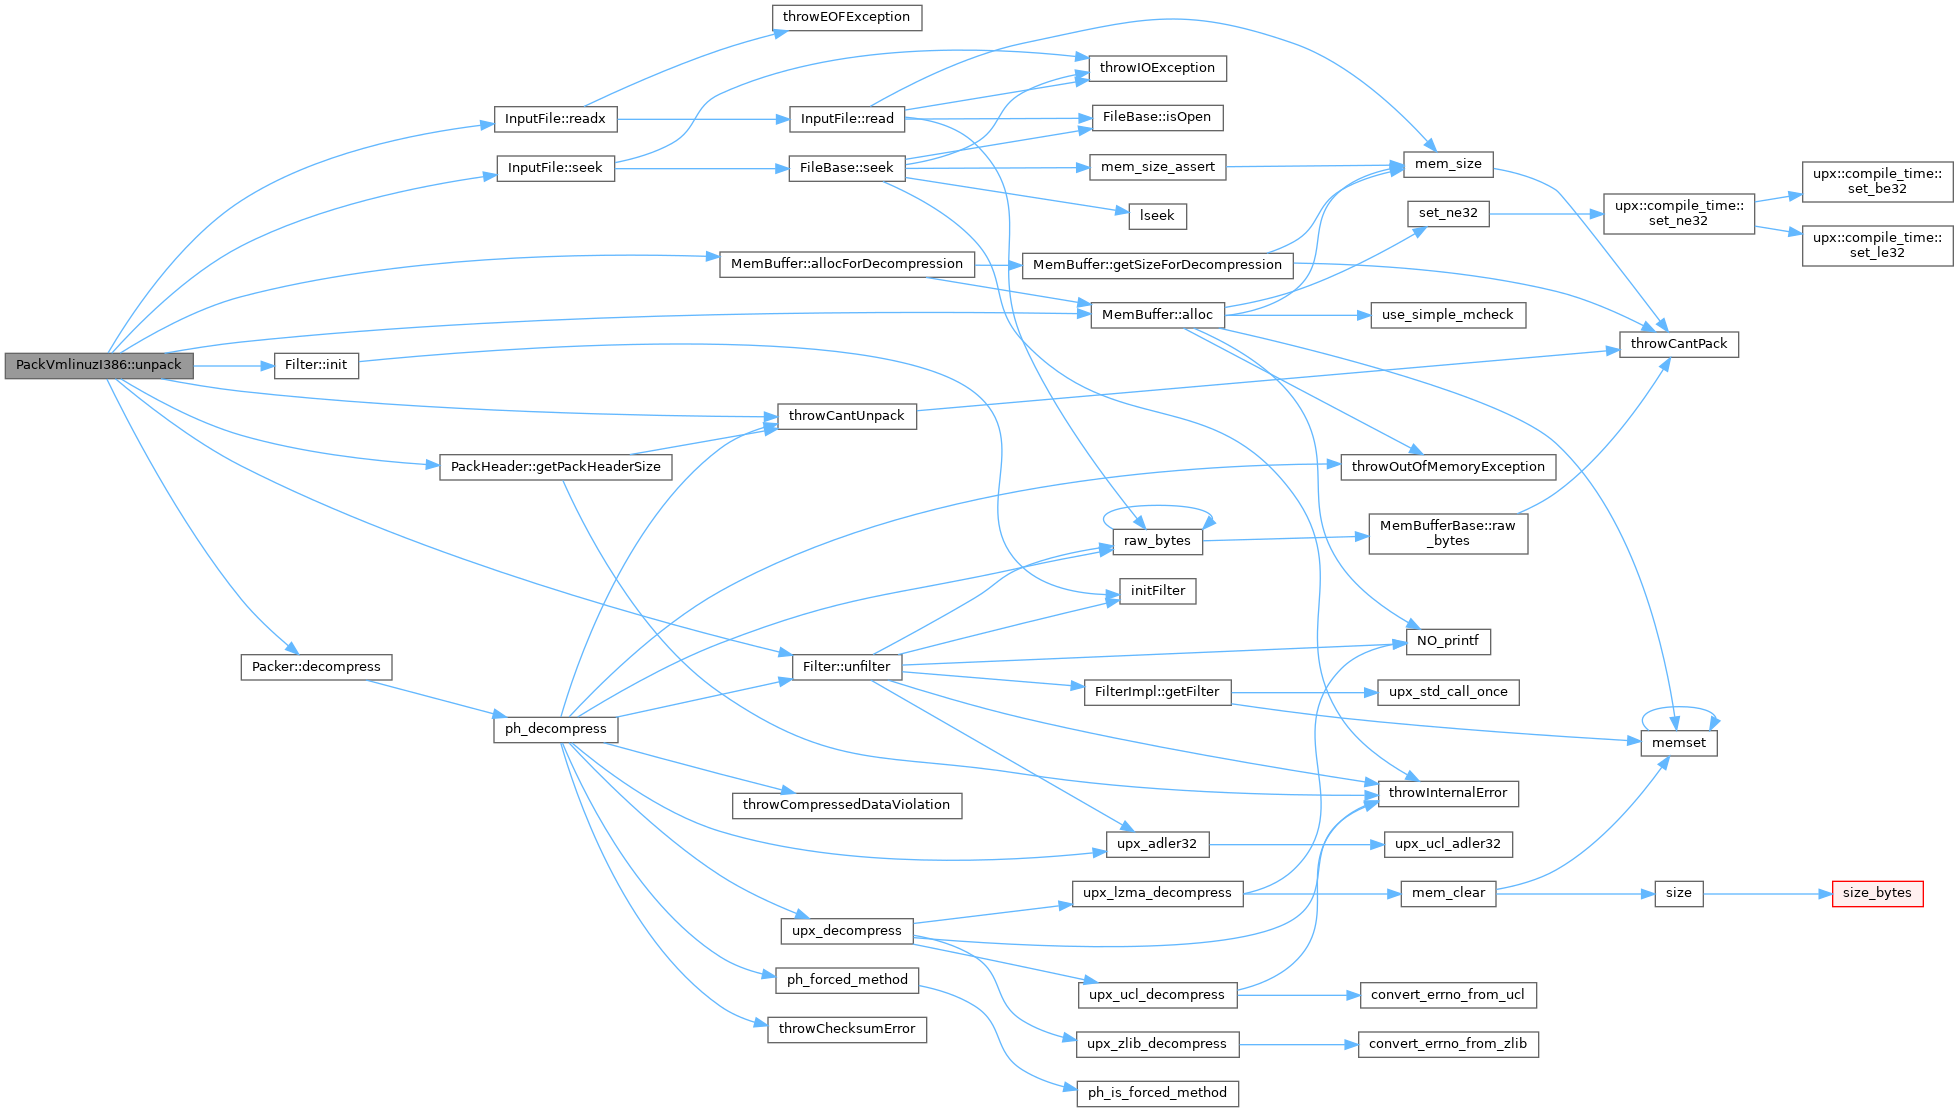 throwEOFException
throwIOException
InputFile::readx
InputFile::read
FileBase::isOpen
InputFile::seek
FileBase::seek
mem_size_assert
mem_size
upx::compile_time::
set_be32
lseek
set_ne32
upx::compile_time::
set_ne32
upx::compile_time::
set_le32
MemBuffer::allocForDecompression
MemBuffer::getSizeForDecompression
MemBuffer::alloc
use_simple_mcheck
throwCantPack
PackVmlinuzI386::unpack
Filter::init
throwCantUnpack
PackHeader::getPackHeaderSize
throwOutOfMemoryException
raw_bytes
MemBufferBase::raw
_bytes
initFilter
NO_printf
Packer::decompress
Filter::unfilter
FilterImpl::getFilter
upx_std_call_once
ph_decompress
memset
throwCompressedDataViolation
throwInternalError
upx_adler32
upx_ucl_adler32
upx_lzma_decompress
mem_clear
size
size_bytes
upx_decompress
ph_forced_method
upx_ucl_decompress
convert_errno_from_ucl
throwChecksumError
upx_zlib_decompress
convert_errno_from_zlib
ph_is_forced_method